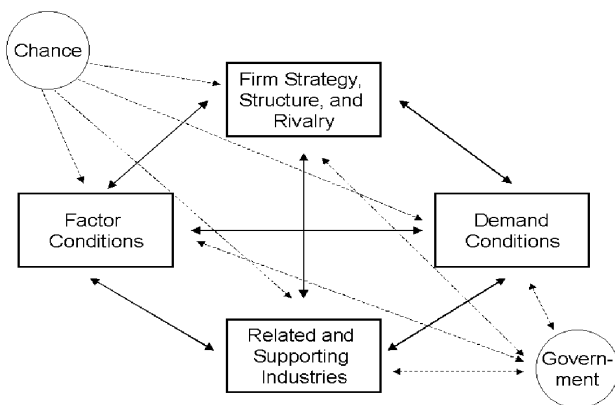 Chance
Firm Strategy,
Structure, and
Rivalry
Factor
Conditions
Demand
Conditions
Related and
Supporting
Industries
Govern-
ment